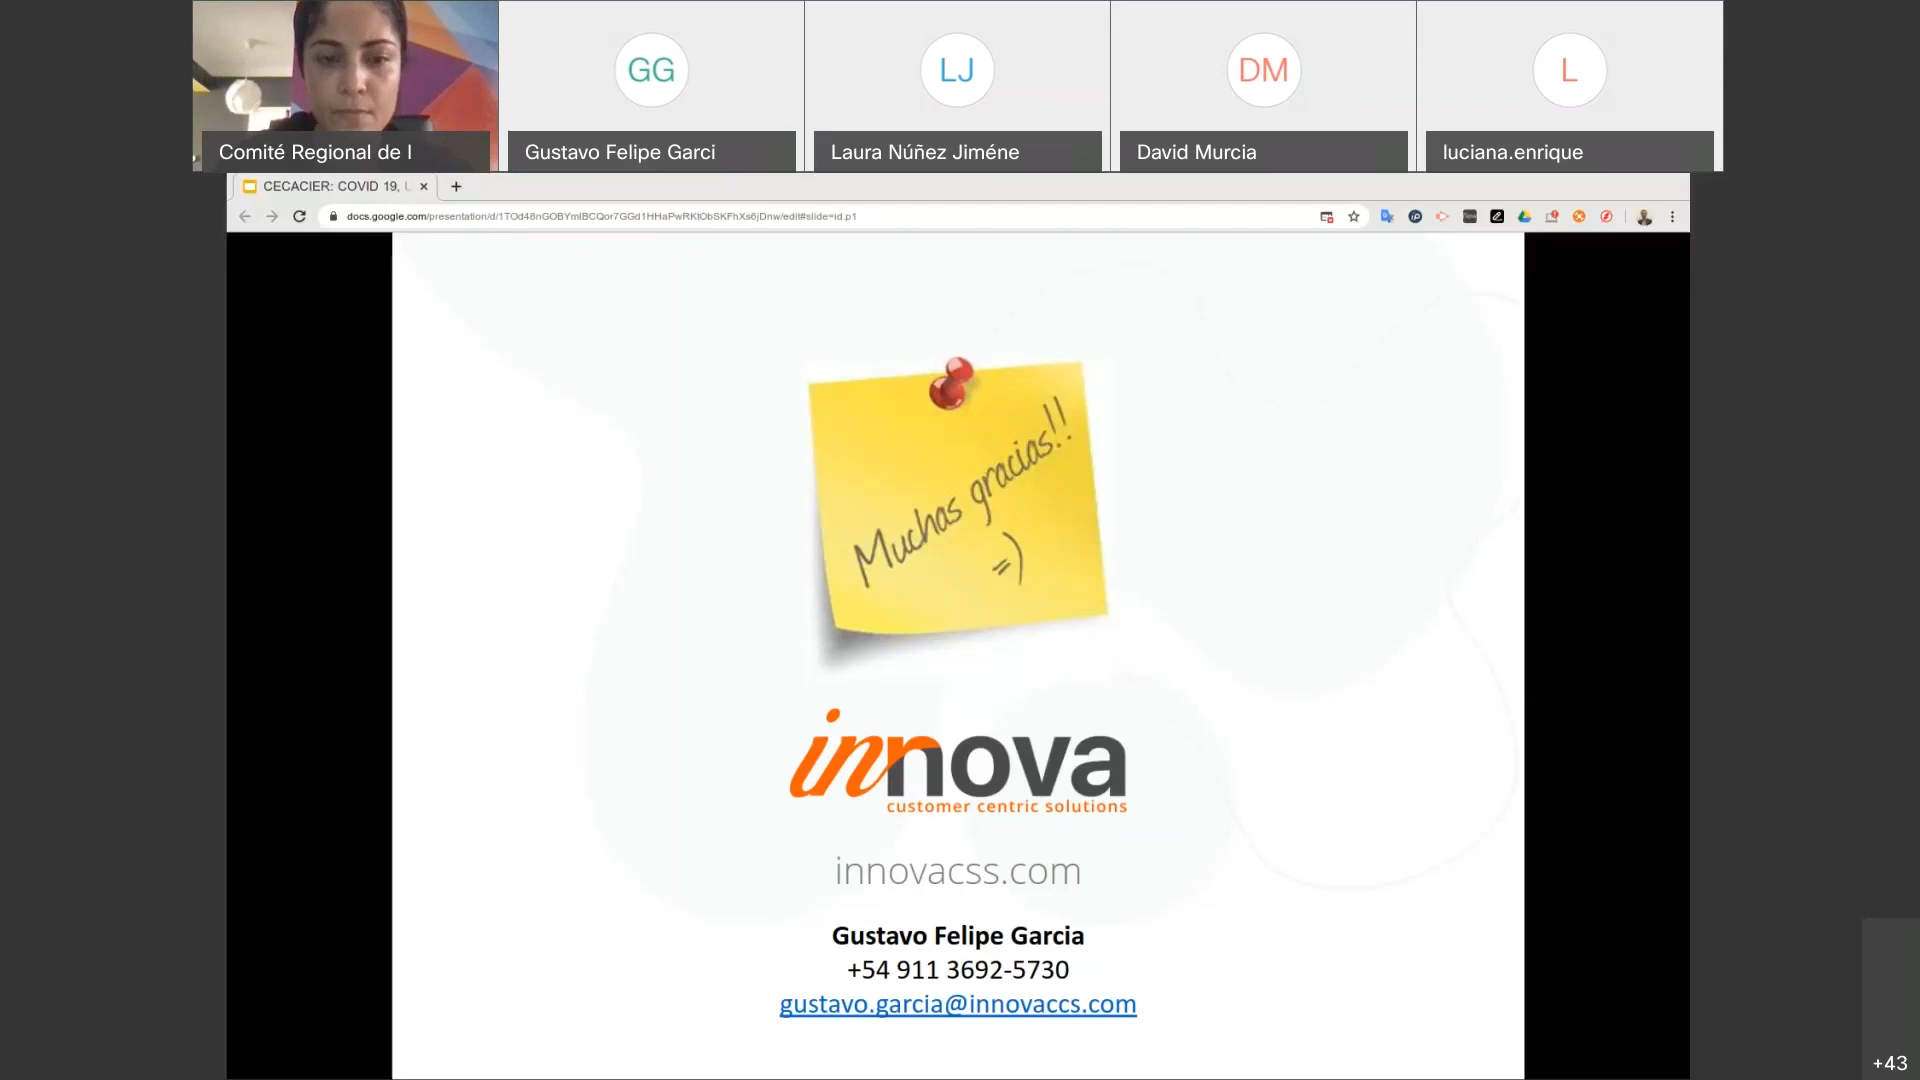 GG
LJ
DM
L
Comité Regional de I
Gustavo Felipe Garci
Laura Núñez Jiméne
David Murcia
luciana.enrique
CECACIER: COVID 19,
docs.google.com/presentation/d/1TOd48nGOBYmIBCQor7GGd1HHaPwRKtObSKFhXs6jDnw/edit#slide=id.p1
Muchas gracias!!
=)
innova
customer centric solutions
innovacss.com
Gustavo Felipe Garcia
+54 911 3692-5730
gustavo.garcia@innovaccs.com
+43